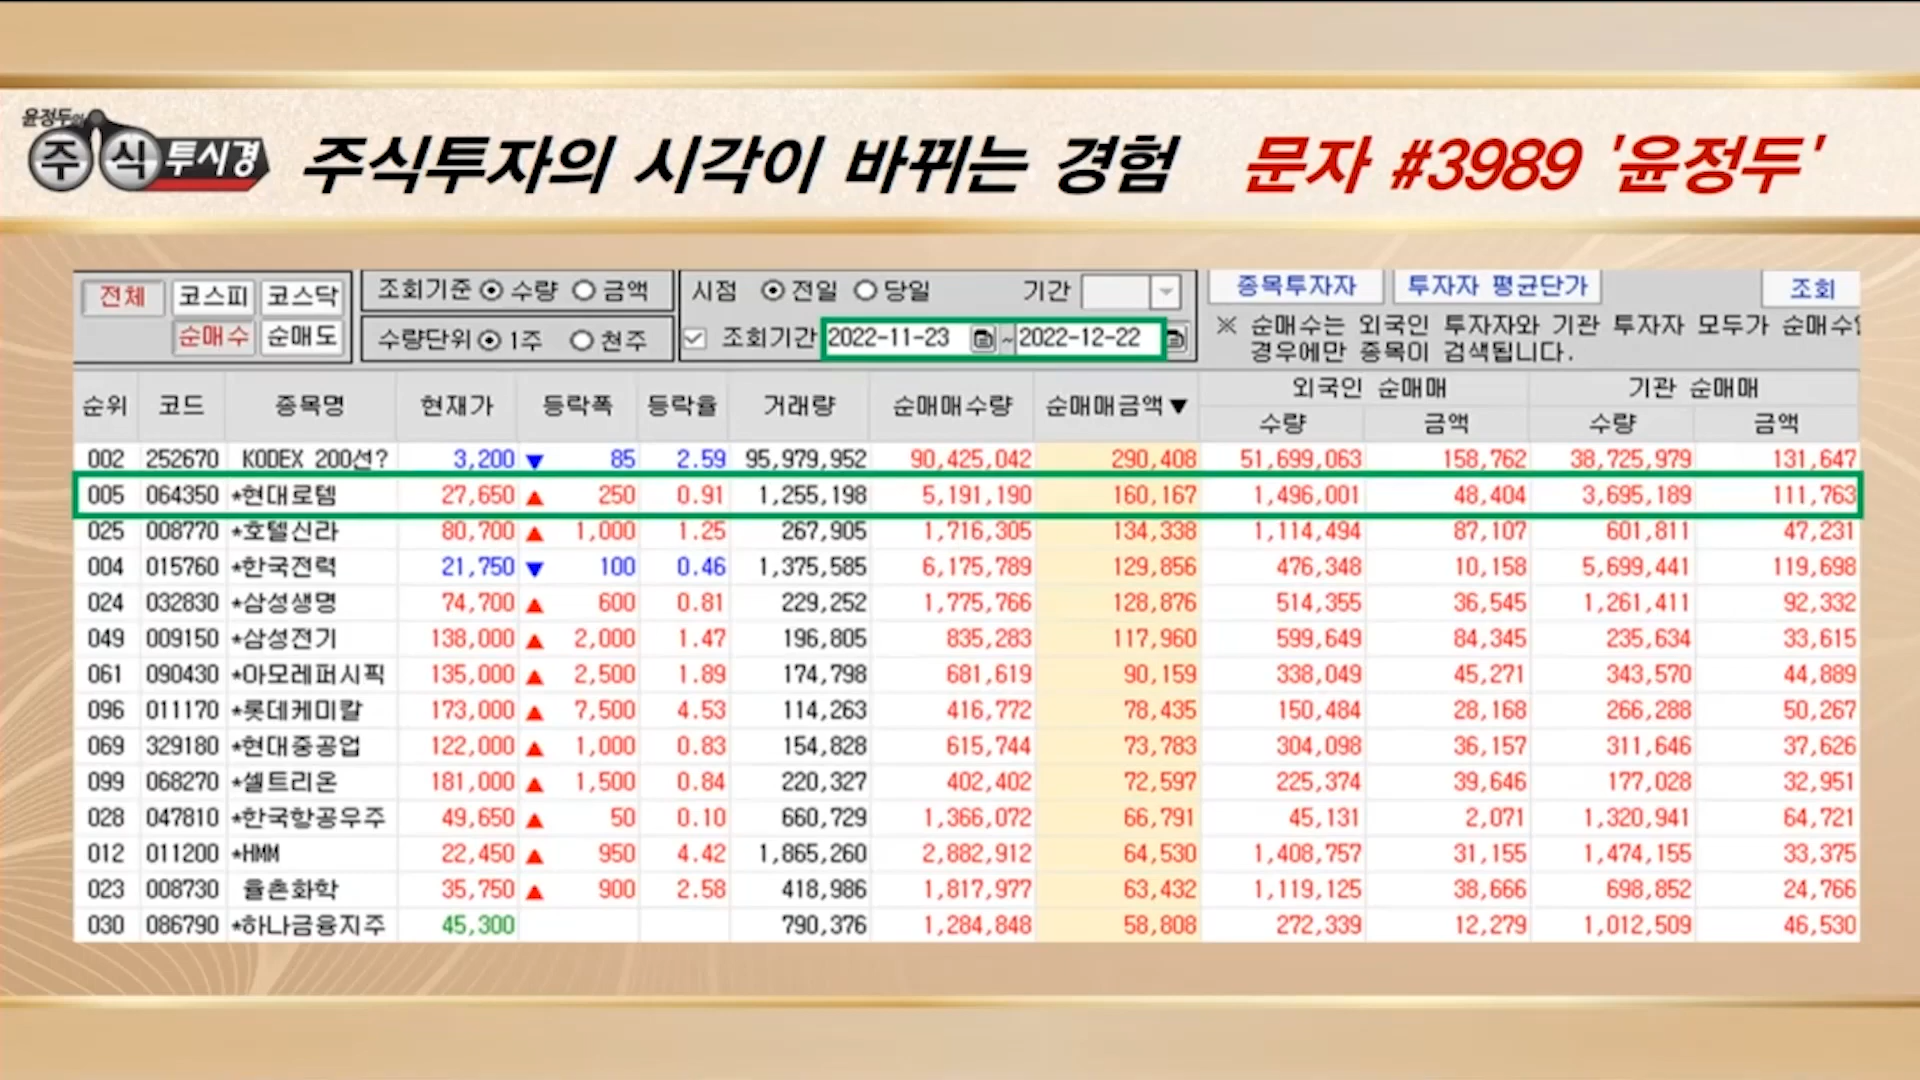 윤정두의
주식투시경
주식투자의 시각이 바뀌는 경험 문자 #3989 '윤정두'
전체 코스피 코스닥 조회기준 수량 금액 시점 전일 당일 기간 종목투자자 투자자 평균단가 조회
순매수 순매도 수량단위 1주 천주 조회기간 2022-11-23 ~ 2022-12-22 ※ 순매수는 외국인 투자자와 기관 투자자 모두가
경우에만 종목이 검색됩니다.
순위 코드 종목명 현재가 등락폭 등락율 거래량 순매매수량 순매매금액▼ 외국인 순매매 기관 순매매
수량 금액 수량 금액
002 252670 KODEX 200선? 3,200 ▼ 85 2.59 95,979,952 90,425,042 290,408 51,699,063 158,762 38,725,979 131,647
005 064350 *현대로템 27,650 ▲ 250 0.91 1,255,198 5,191,190 160,167 1,496,001 48,404 3,695,189 111,763
025 008770 *호텔신라 80,700 ▲ 1,000 1.25 267,905 1,716,305 134,338 1,114,494 87,107 601,811 47,231
004 015760 *한국전력 21,750 ▼ 100 0.46 1,375,585 6,175,789 129,856 476,348 10,158 5,699,441 119,698
024 032830 *삼성생명 74,700 ▲ 600 0.81 229,252 1,775,766 128,876 514,355 36,545 1,261,411 92,332
049 009150 *삼성전기 138,000 ▲ 2,000 1.47 196,805 835,283 117,960 599,649 84,345 235,634 33,615
061 090430 *아모레퍼시픽 135,000 ▲ 2,500 1.89 174,798 681,619 90,159 338,049 45,271 343,570 44,889
096 011170 *롯데케미칼 173,000 ▲ 7,500 4.53 114,263 416,772 78,435 150,484 28,168 266,288 50,267
069 329180 *현대중공업 122,000 ▲ 1,000 0.83 154,828 615,744 73,783 304,098 36,157 311,646 37,626
099 068270 *셀트리온 181,000 ▲ 1,500 0.84 220,327 402,402 72,597 225,374 39,646 177,028 32,951
028 047810 *한국항공우주 49,650 ▲ 50 0.10 660,729 1,366,072 66,791 45,131 2,071 1,320,941 64,721
012 011200 *HMM 22,450 ▲ 950 4.42 1,865,260 2,882,912 64,530 1,408,757 31,155 1,474,155 33,375
023 008730 율촌화학 35,750 ▲ 900 2.58 418,986 1,817,977 63,432 1,119,125 38,666 698,852 24,766
030 086790 *하나금융지주 45,300 790,376 1,284,848 58,808 272,339 12,279 1,012,509 46,530